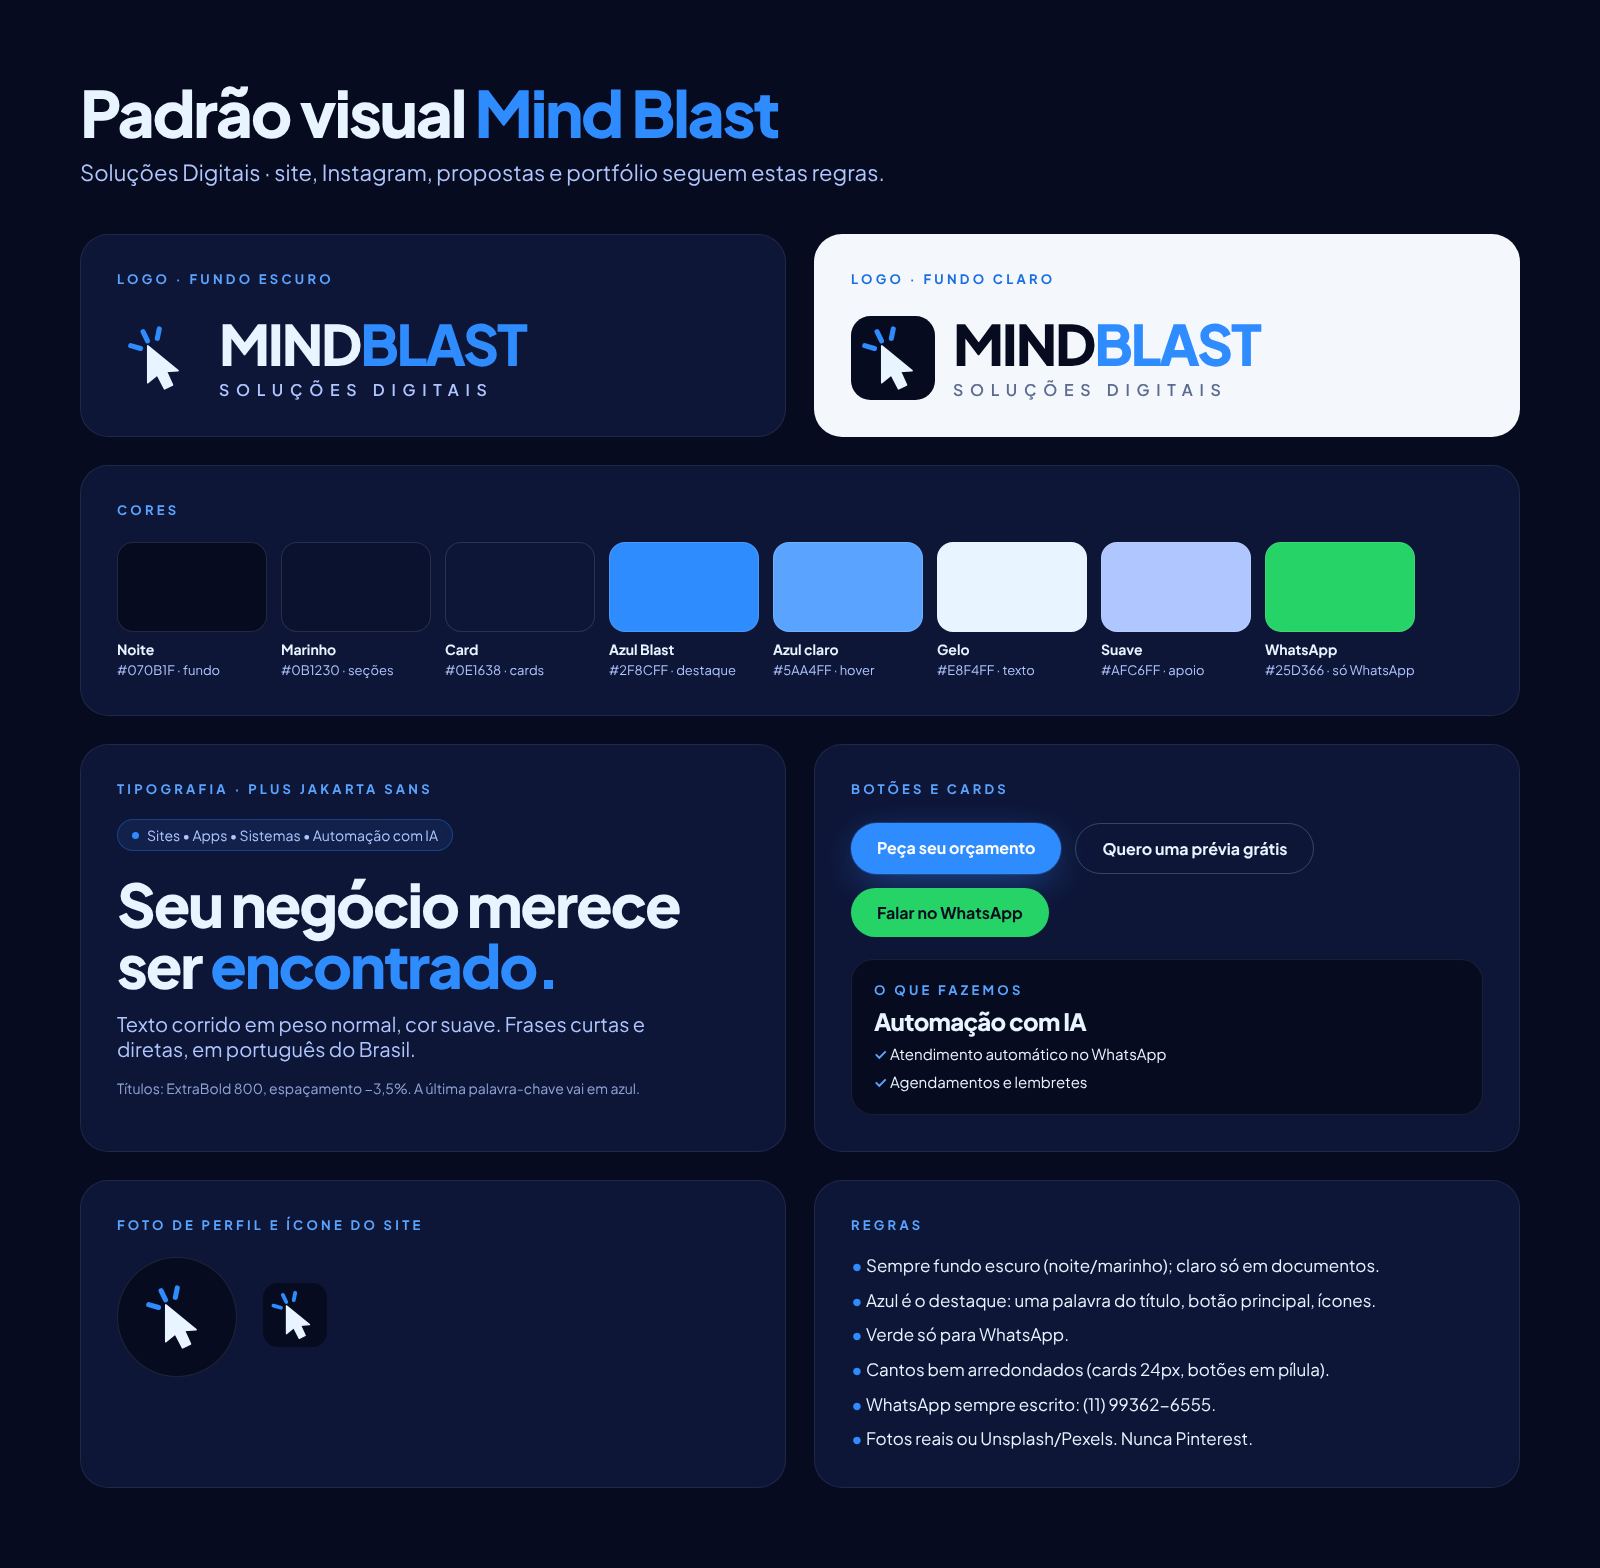 Padrão visual Mind Blast
Soluções Digitais · site, Instagram, propostas e portfólio seguem estas regras.
LOGO · FUNDO ESCURO
MINDBLAST
SOLUÇÕES DIGITAIS
LOGO · FUNDO CLARO
MINDBLAST
SOLUÇÕES DIGITAIS
CORES
Noite
#070B1F · fundo
Marinho
#0B1230 · seções
Card
#0E1638 · cards
Azul Blast
#2F8CFF · destaque
Azul claro
#5AA4FF · hover
Gelo
#E8F4FF · texto
Suave
#AFC6FF · apoio
WhatsApp
#25D366 · só WhatsApp
TIPOGRAFIA · PLUS JAKARTA SANS
Sites • Apps • Sistemas • Automação com IA
Seu negócio merece
ser encontrado.
Texto corrido em peso normal, cor suave. Frases curtas e
diretas, em português do Brasil.
Títulos: ExtraBold 800, espaçamento −3,5%. A última palavra-chave vai em azul.
BOTÕES E CARDS
Peça seu orçamento
Quero uma prévia grátis
Falar no WhatsApp
O QUE FAZEMOS
Automação com IA
✓ Atendimento automático no WhatsApp
✓ Agendamentos e lembretes
FOTO DE PERFIL E ÍCONE DO SITE
REGRAS
● Sempre fundo escuro (noite/marinho); claro só em documentos.
● Azul é o destaque: uma palavra do título, botão principal, ícones.
● Verde só para WhatsApp.
● Cantos bem arredondados (cards 24px, botões em pílula).
● WhatsApp sempre escrito: (11) 99362-6555.
● Fotos reais ou Unsplash/Pexels. Nunca Pinterest.